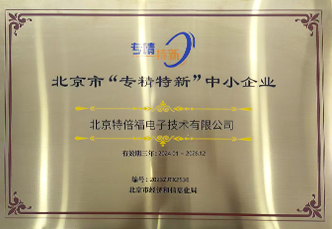 专精特新
北京市“专精特新”中小企业
北京特倍福电子技术有限公司
有效期三年：
编号：
北京市经济和信息化局